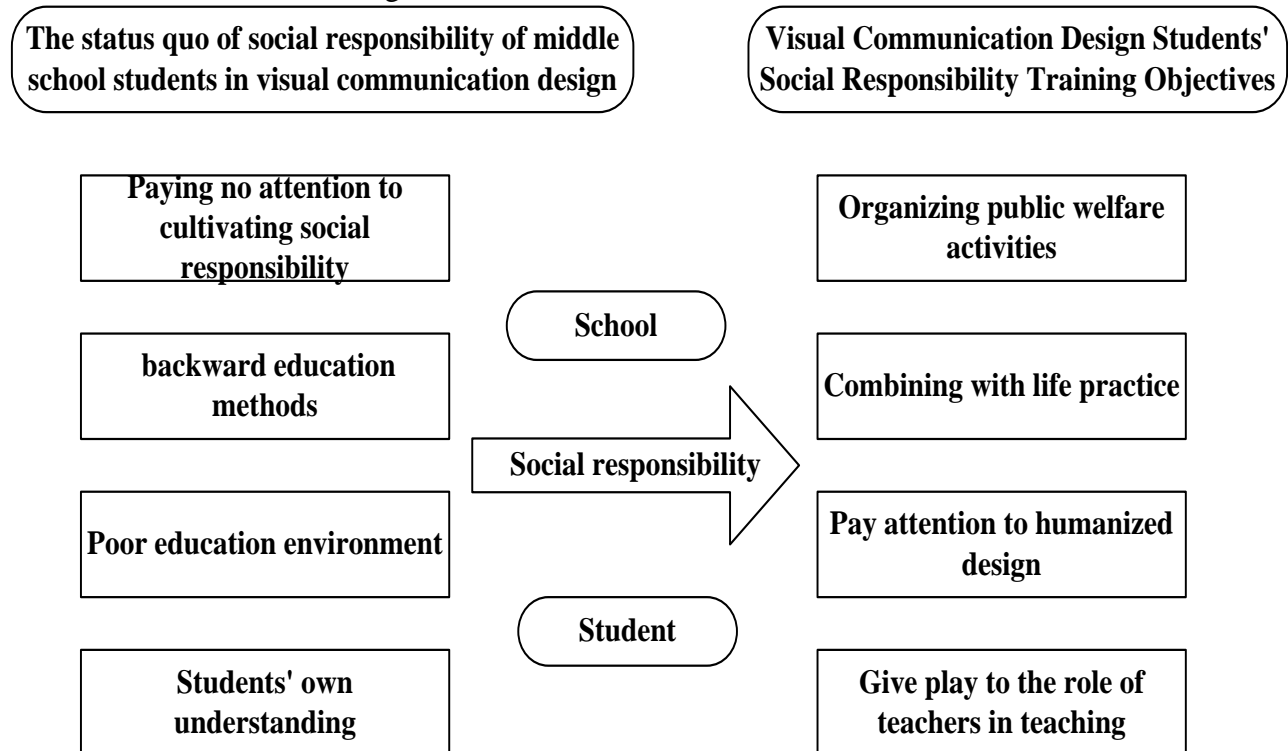 The status quo of social responsibility of middle
school students in visual communication design
Visual Communication Design Students'
Social Responsibility Training Objectives
Paying no attention to
cultivating social
responsibility
backward education
methods
Poor education environment
Students' own
understanding
School
Social responsibility
Student
Organizing public welfare
activities
Combining with life practice
Pay attention to humanized
design
Give play to the role of
teachers in teaching